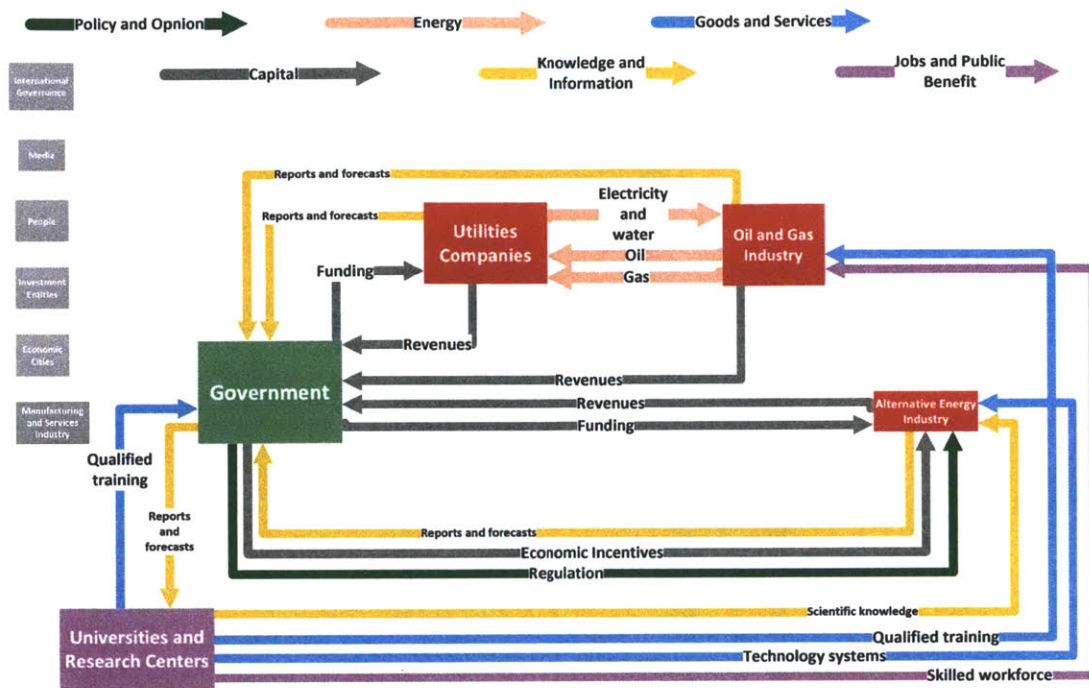 Policy and Opnion
Energy
Goods and Services
Capital
Knowledge and
Information
Jobs and Public
Benefit
International
Governance
Media
People
Investment
Entities
Economic
Cities
Manufacturing
and Services
Industry
Reports and forecasts
Reports and forecasts
Utilities
Companies
Electricity
and
water
Oil
Gas
Oil and Gas
Industry
Funding
Revenues
Government
Revenues
Revenues
Funding
Alternative Energy
Industry
Qualified
training
Reports
and
forecasts
Reports and forecasts
Economic Incentives
Regulation
Scientific knowledge
Universities and
Research Centers
Qualified training
Technology systems
Skilled workforce